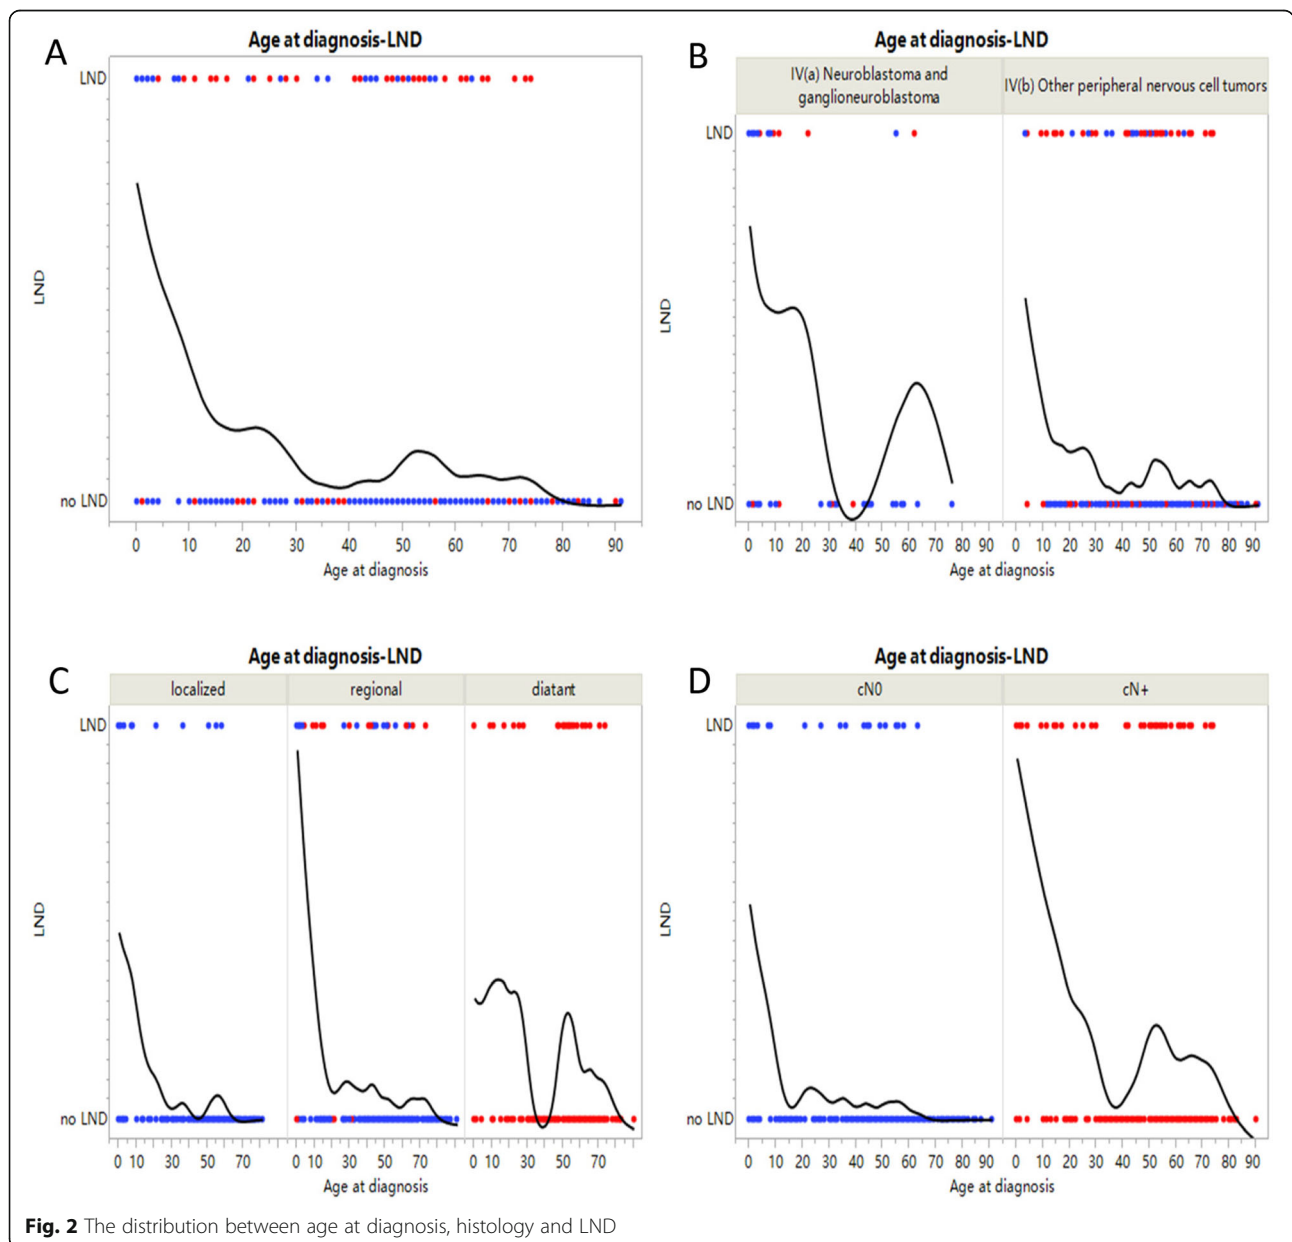 A
Age at diagnosis-LND
LND
LND
no LND
0 10 20 30 40 50 60 70 80 90
Age at diagnosis
B
Age at diagnosis-LND
IV(a) Neuroblastoma and
ganglioneuroblastoma
IV(b) Other peripheral nervous cell tumors
LND
LND
no LND
0 10 20 30 40 50 60 70 80 90
0 10 20 30 40 50 60 70 80 90
Age at diagnosis
C
Age at diagnosis-LND
localized
regional
diatant
LND
LND
no LND
0 10 30 50 70
0 10 30 50 70
0 10 30 50 70
Age at diagnosis
D
Age at diagnosis-LND
cN0
cN+
LND
LND
no LND
0 10 20 30 40 50 60 70 80 90
0 10 20 30 40 50 60 70 80 90
Age at diagnosis
Fig. 2 The distribution between age at diagnosis, histology and LND